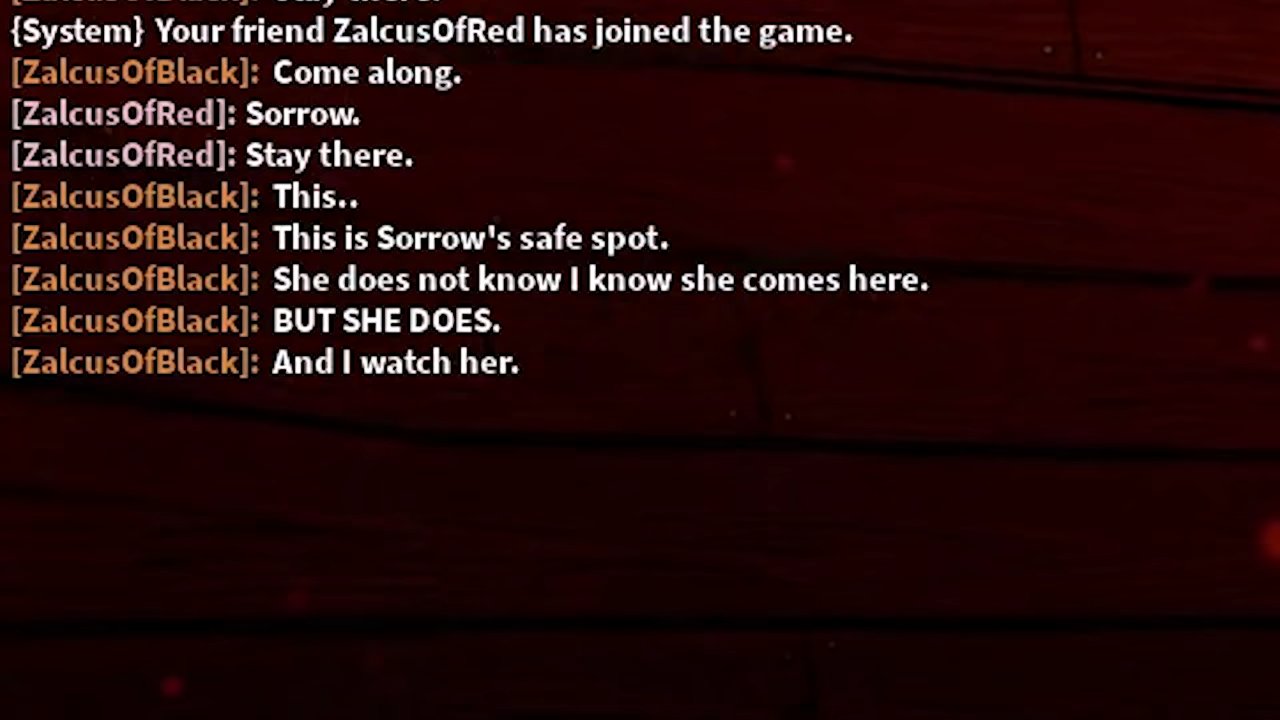 {System} Your friend ZalcusOfRed has joined the game.
[ZalcusOfBlack]: Come along.
[ZalcusOfRed]: Sorrow.
[ZalcusOfRed]: Stay there.
[ZalcusOfBlack]: This..
[ZalcusOfBlack]: This is Sorrow's safe spot.
[ZalcusOfBlack]: She does not know I know she comes here.
[ZalcusOfBlack]: BUT SHE DOES.
[ZalcusOfBlack]: And I watch her.